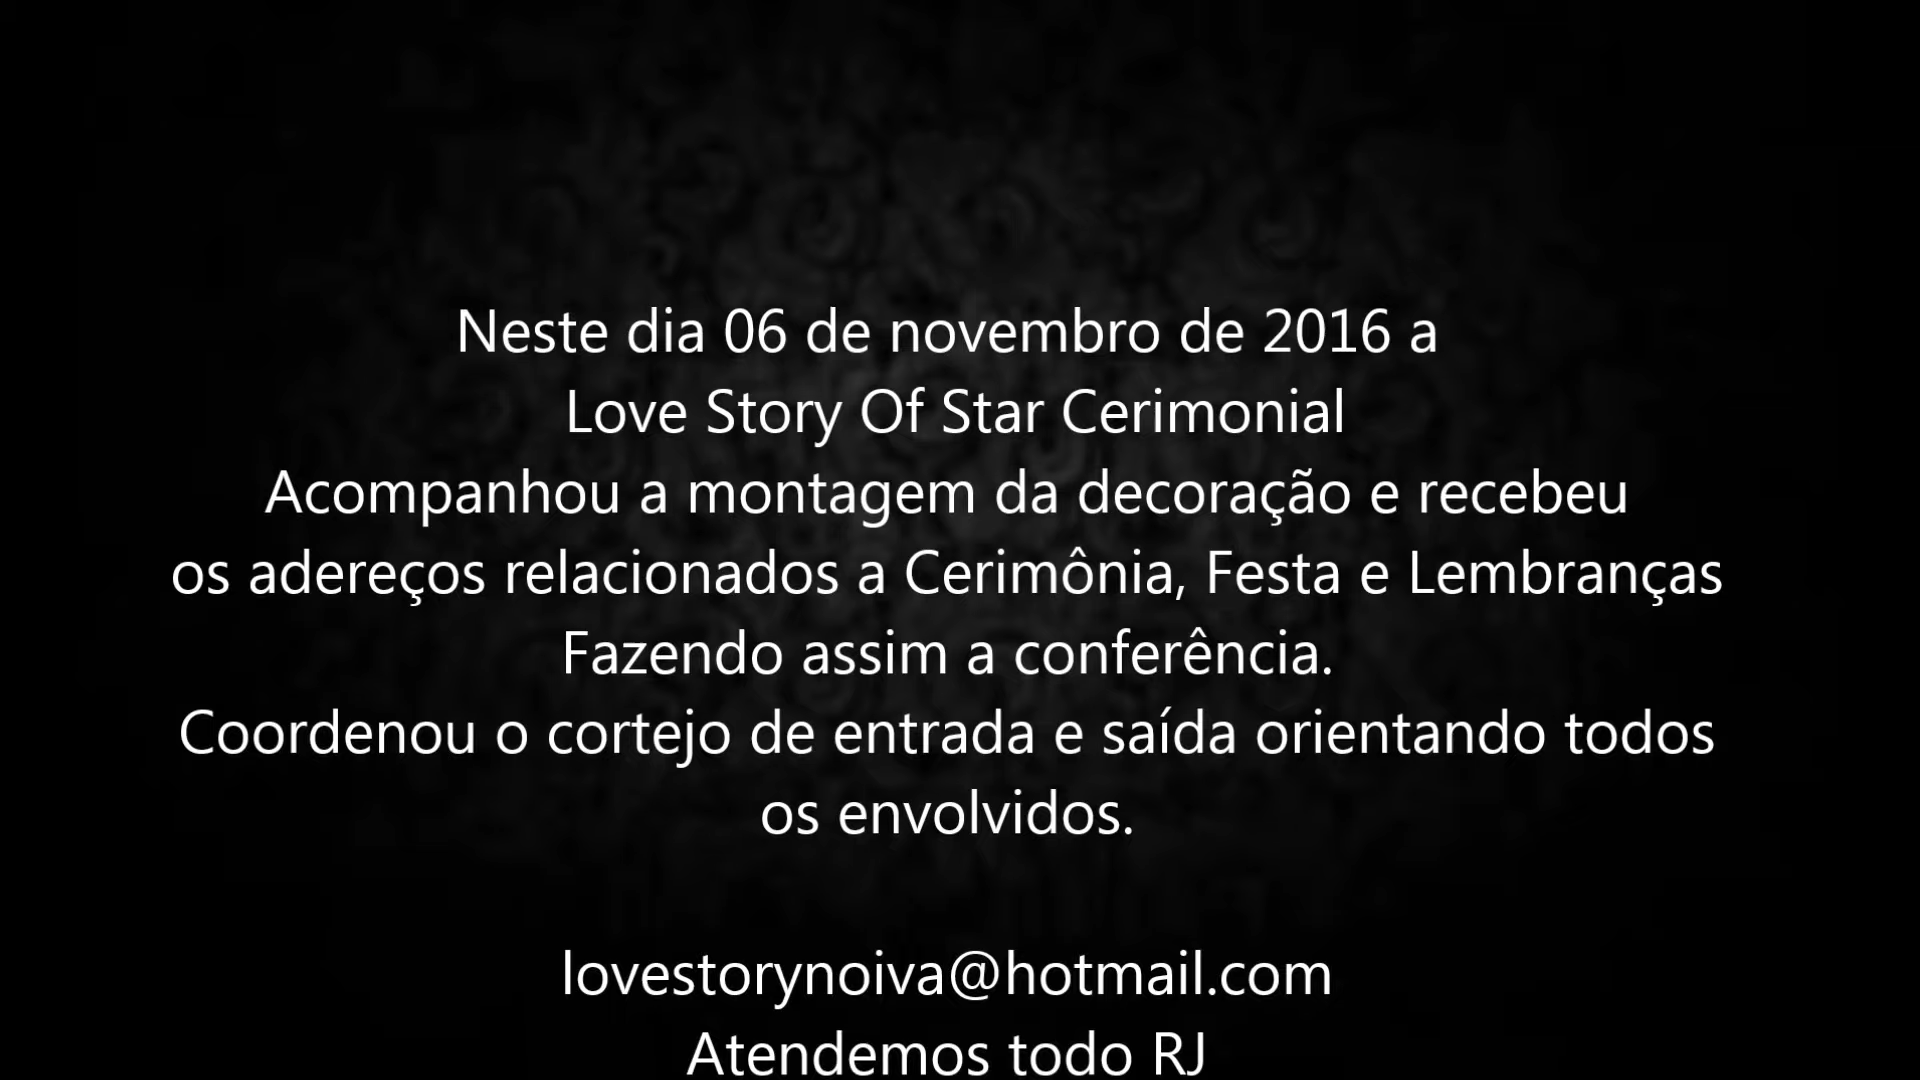 Neste dia 06 de novembro de 2016 a
Love Story Of Star Cerimonial
Acompanhou a montagem da decoração e recebeu
os adereços relacionados a Cerimônia, Festa e Lembranças
Fazendo assim a conferência.
Coordenou o cortejo de entrada e saída orientando todos
os envolvidos.
lovestorynoiva@hotmail.com
Atendemos todo RJ